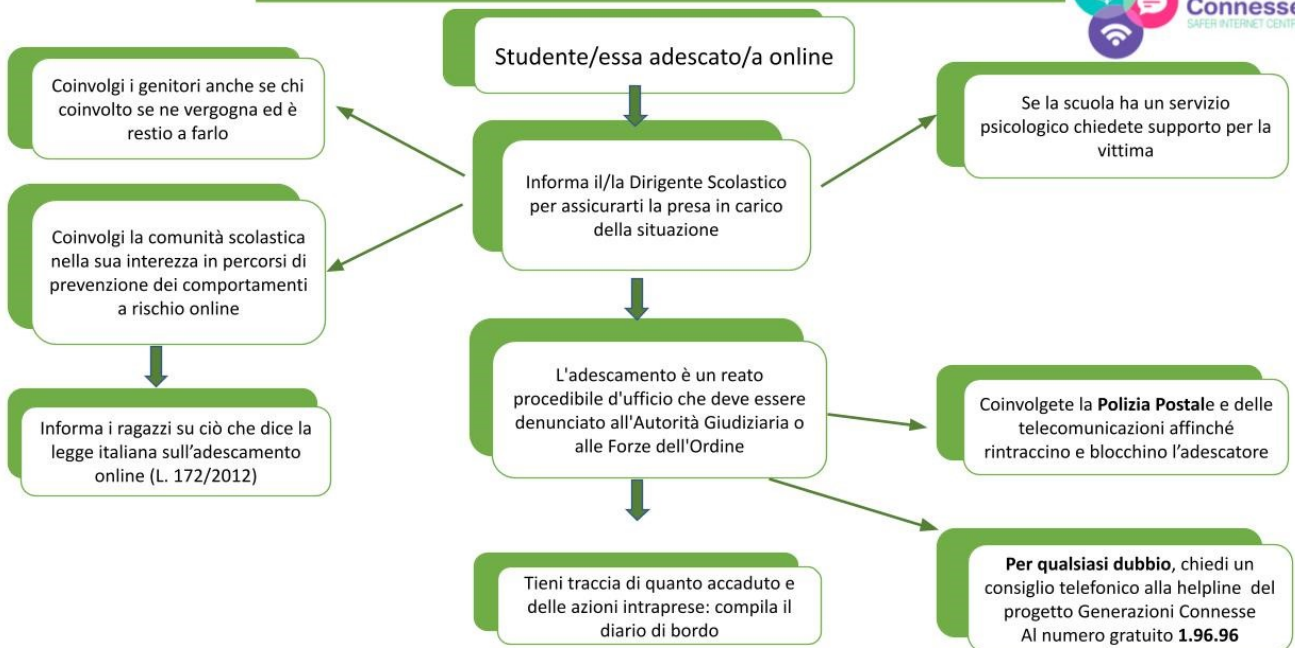 Connesse
SAFER INTERNET CENTR
Studente/essa adescato/a online
Coinvolgi i genitori anche se chi
coinvolto se ne vergogna ed è
restio a farlo
Se la scuola ha un servizio
psicologico chiedete supporto per la
vittima
Informa il/la Dirigente Scolastico
per assicurarti la presa in carico
della situazione
Coinvolgi la comunità scolastica
nella sua interezza in percorsi di
prevenzione dei comportamenti
a rischio online
L'adescamento è un reato
procedibile d'ufficio che deve essere
denunciato all'Autorità Giudiziaria o
alle Forze dell'Ordine
Informa i ragazzi su ciò che dice la
legge italiana sull’adescamento
online (L. 172/2012)
Coinvolgete la Polizia Postale e delle
telecomunicazioni affinché
rintraccino e blocchino l’adescatore
Tieni traccia di quanto accaduto e
delle azioni intraprese: compila il
diario di bordo
Per qualsiasi dubbio, chiedi un
consiglio telefonico alla helpline del
progetto Generazioni Connesse
Al numero gratuito 1.96.96